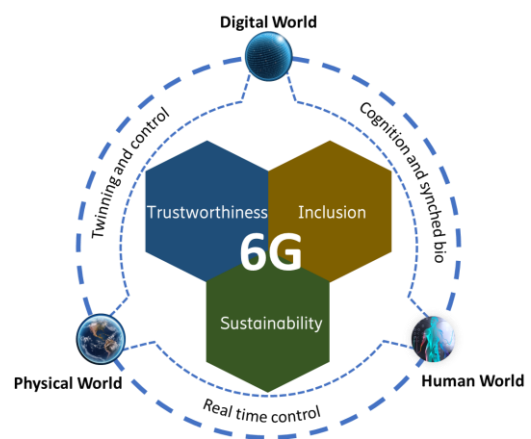 Digital World
Twinning and control
Cognition and synched bio
Trustworthiness
Inclusion
6G
Sustainability
Physical World
Human World
Real time control